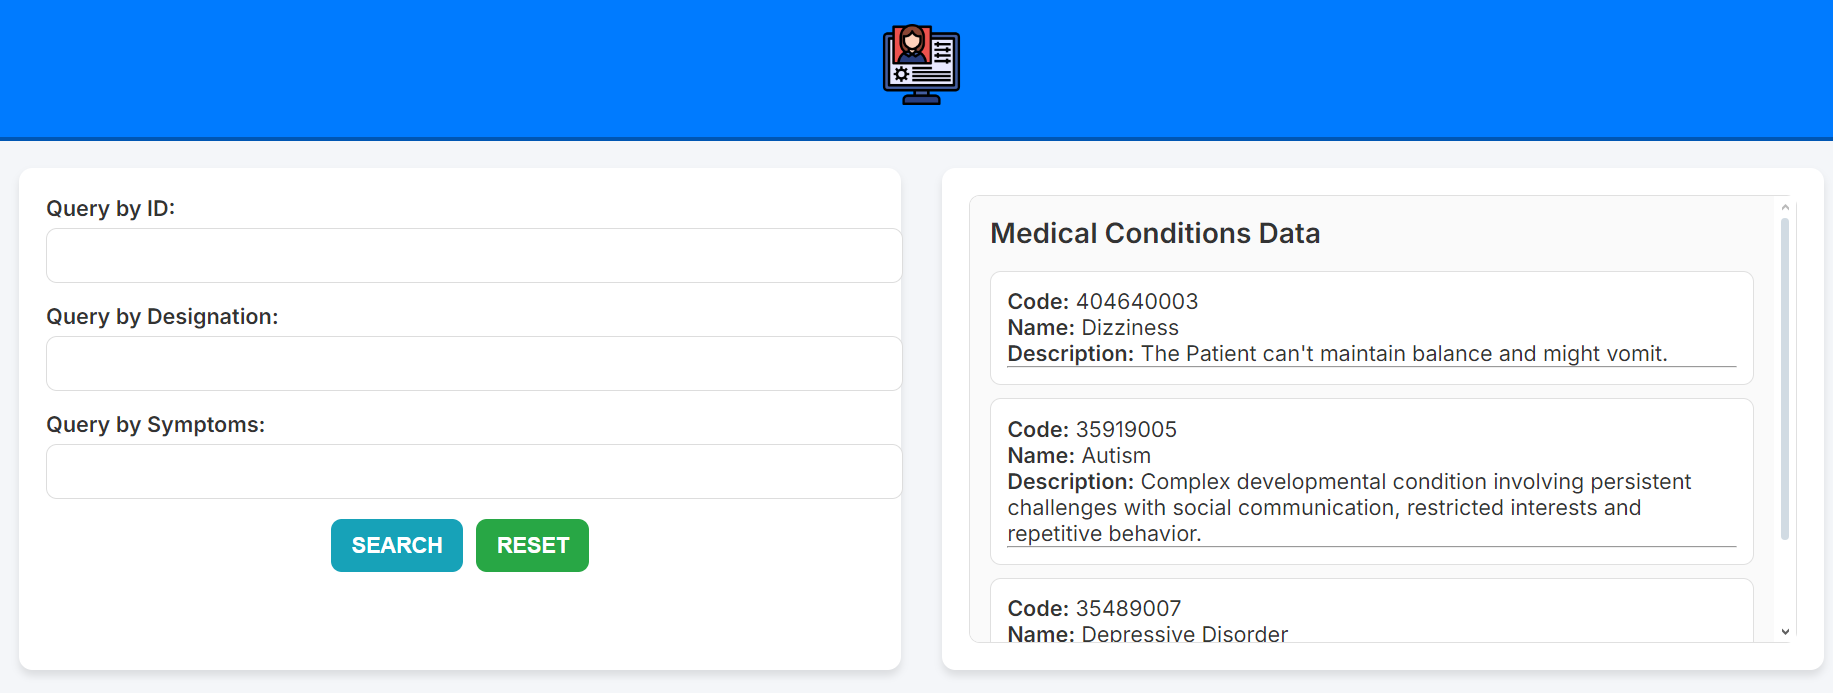 Query by ID:
Query by Designation:
Query by Symptoms:
SEARCH
RESET
Medical Conditions Data
Code: 404640003
Name: Dizziness
Description: The Patient can't maintain balance and might vomit.
Code: 35919005
Name: Autism
Description: Complex developmental condition involving persistent
challenges with social communication, restricted interests and
repetitive behavior.
Code: 35489007
Name: Depressive Disorder